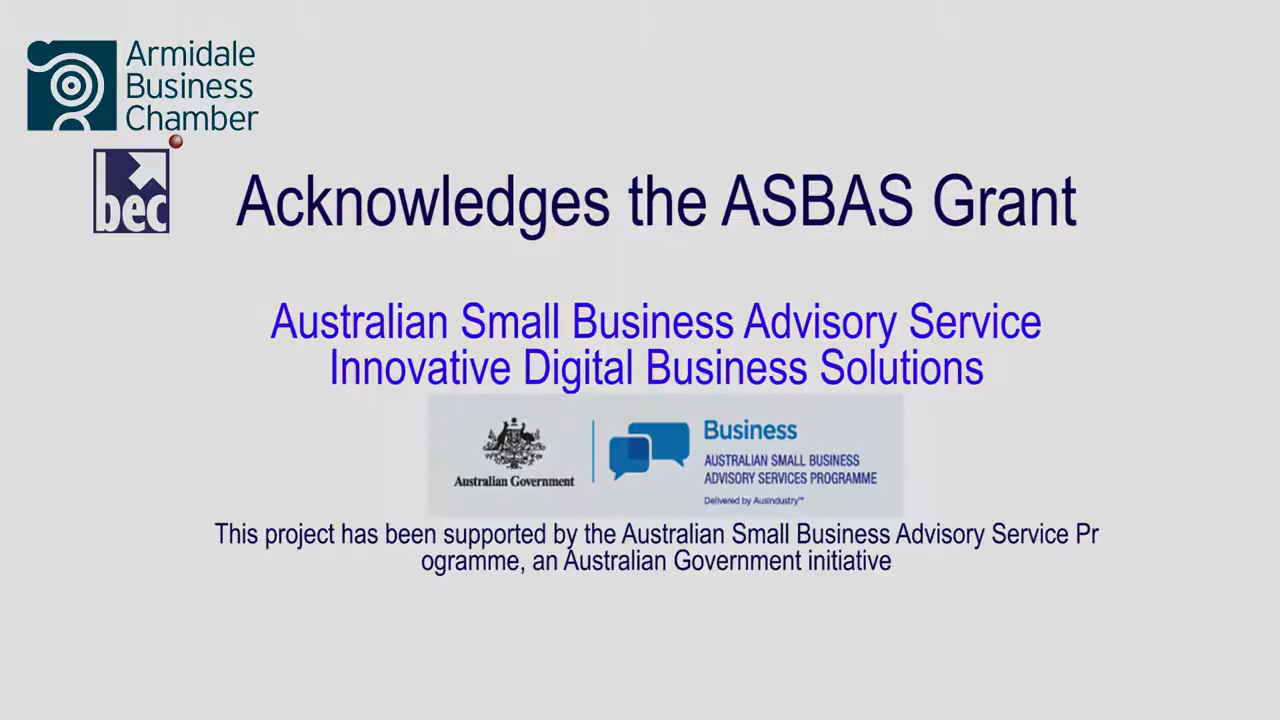 Armidale
Business
Chamber
bec
Acknowledges the ASBAS Grant
Australian Small Business Advisory Service
Innovative Digital Business Solutions
Australian Government
Business
AUSTRALIAN SMALL BUSINESS
ADVISORY SERVICES PROGRAMME
Delivered by AusIndustry™
This project has been supported by the Australian Small Business Advisory Service Pr
ogramme, an Australian Government initiative